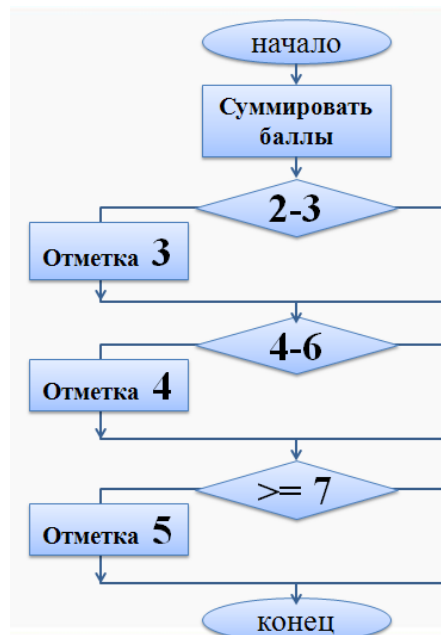 начало
Суммировать
баллы
2-3
Отметка 3
4-6
Отметка 4
>= 7
Отметка 5
конец